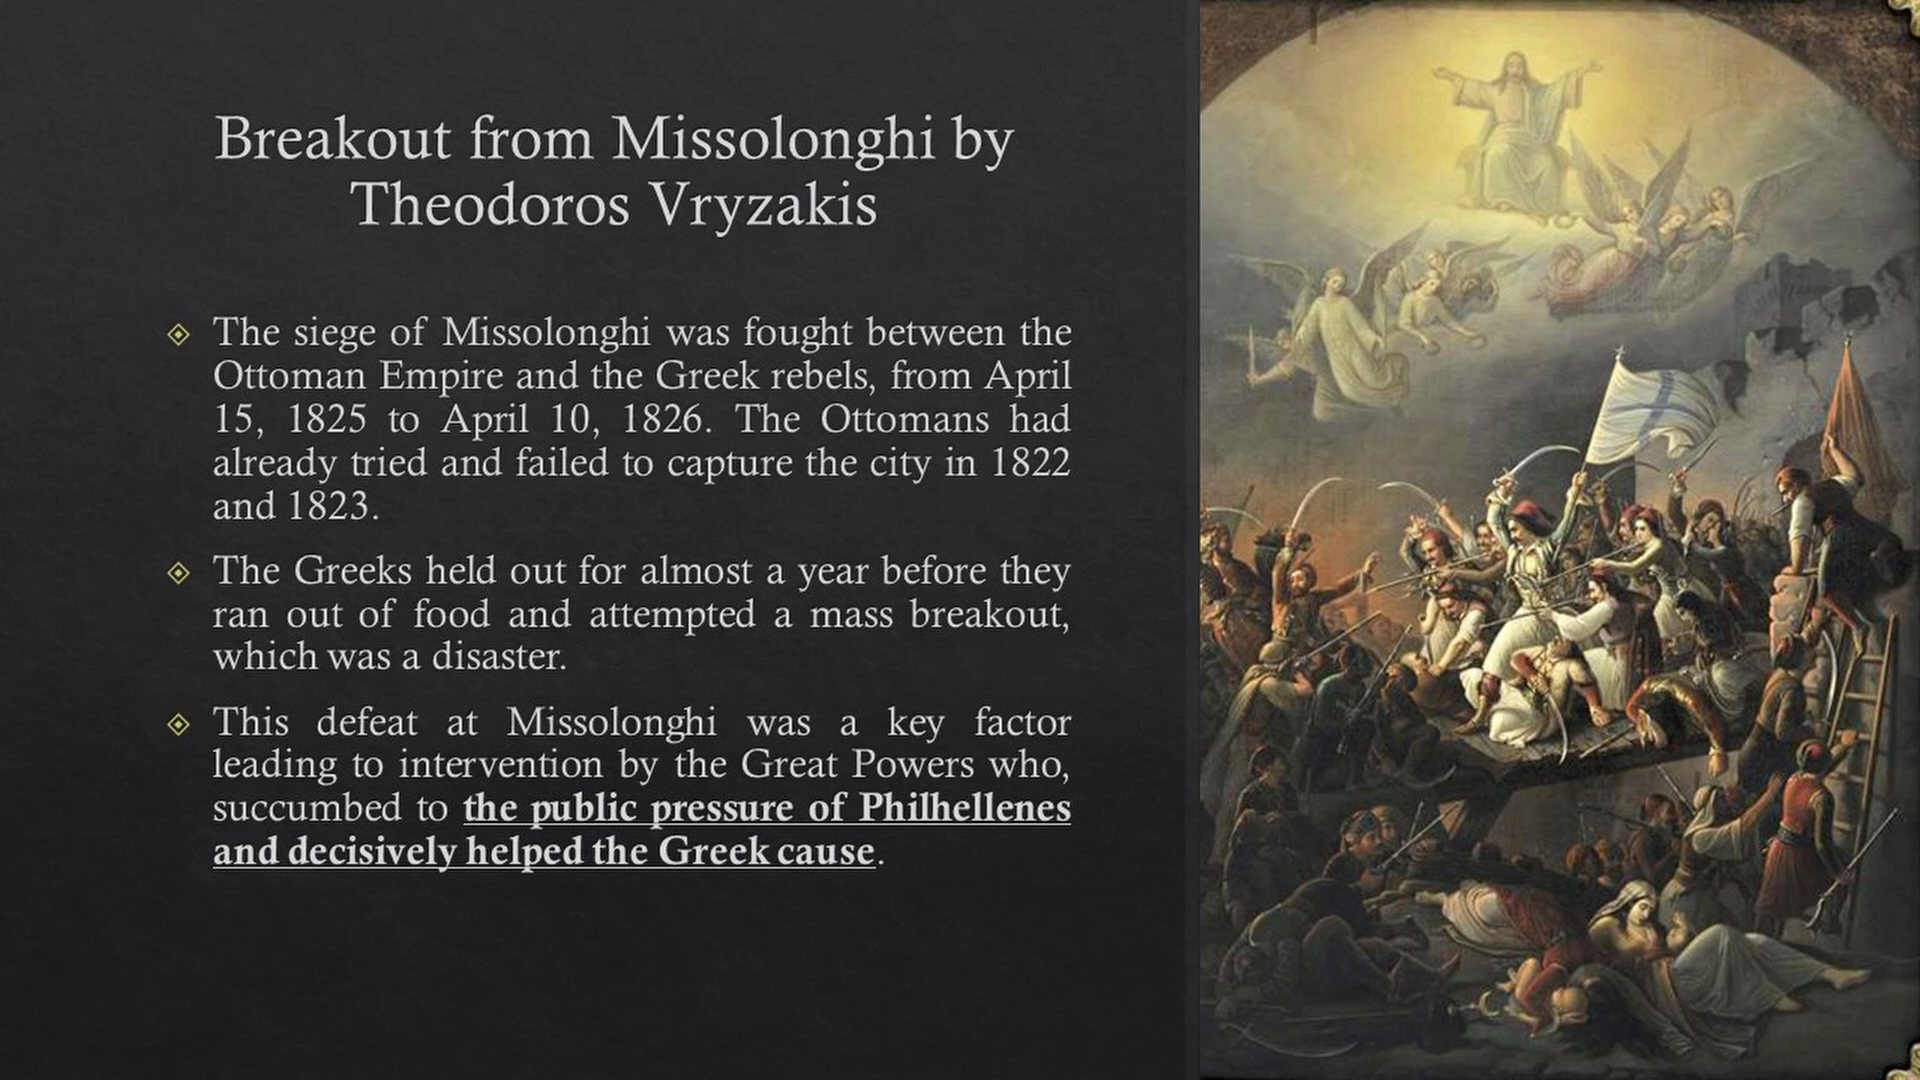 Breakout from Missolonghi by
Theodoros Vryzakis
The siege of Missolonghi was fought between the
Ottoman Empire and the Greek rebels, from April
15, 1825 to April 10, 1826. The Ottomans had
already tried and failed to capture the city in 1822
and 1823.
The Greeks held out for almost a year before they
ran out of food and attempted a mass breakout,
which was a disaster.
This defeat at Missolonghi was a key factor
leading to intervention by the Great Powers who,
succumbed to the public pressure of Philhellenes
and decisively helped the Greek cause.